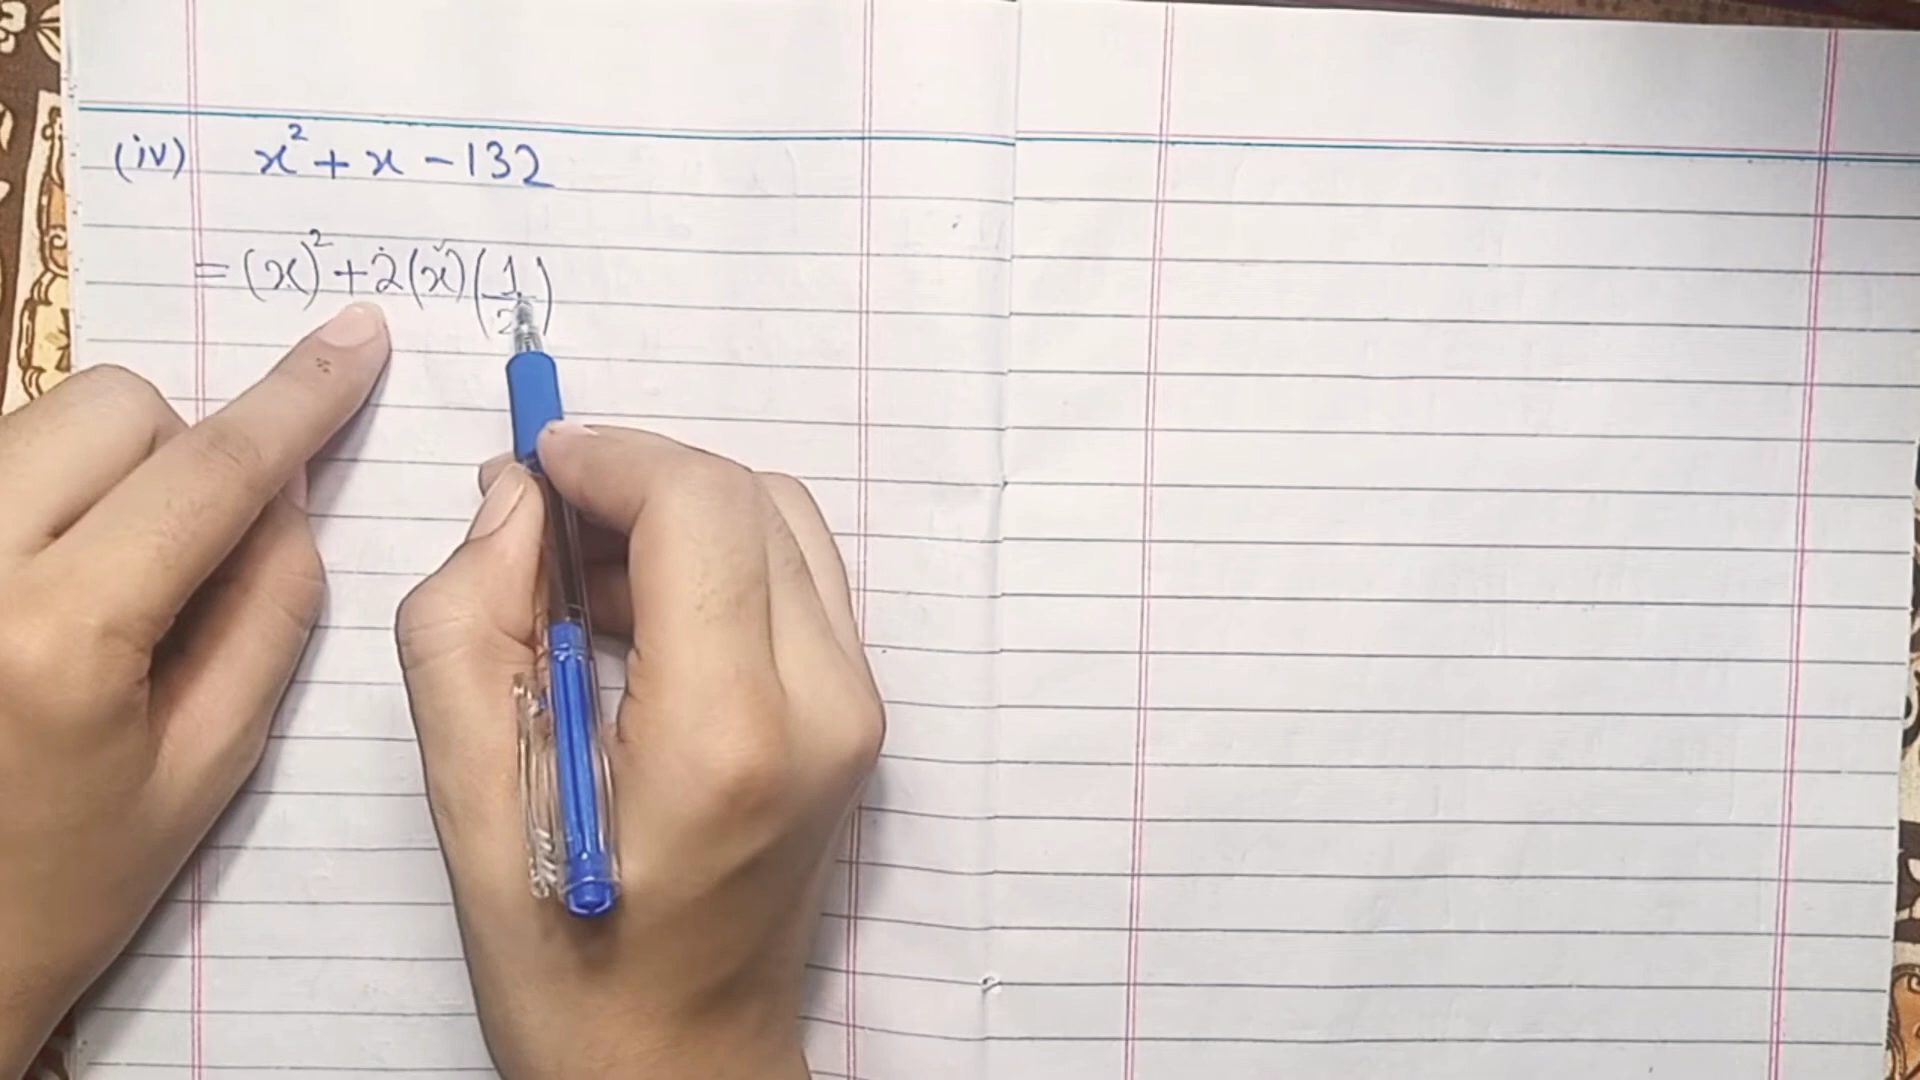 (iv) x² + x - 132
= (x)² + 2(x)(1/2)